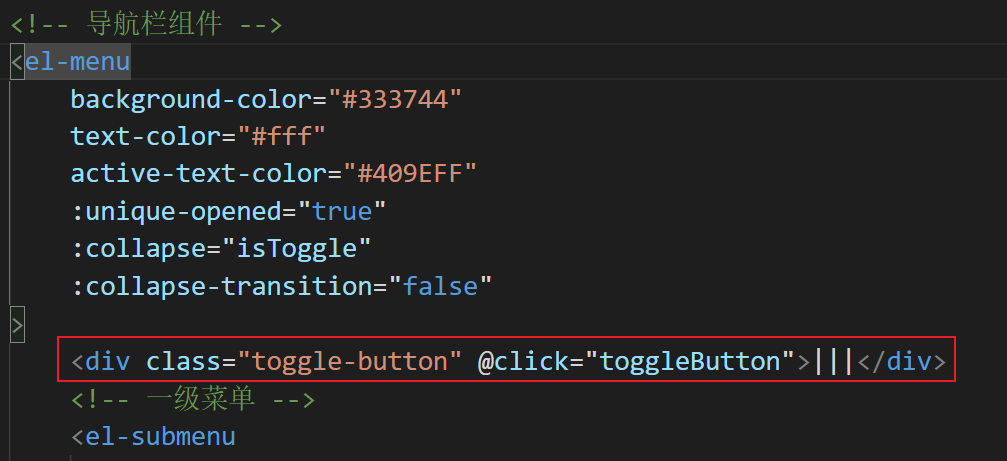 <!-- 导航栏组件 -->
<el-menu
background-color="#333744"
text-color="#fff"
active-text-color="#409EFF"
:unique-opened="true"
:collapse="isToggle"
:collapse-transition="false"
>
<div class="toggle-button" @click="toggleButton">|||</div>
<!-- 一级菜单 -->
<el-submenu